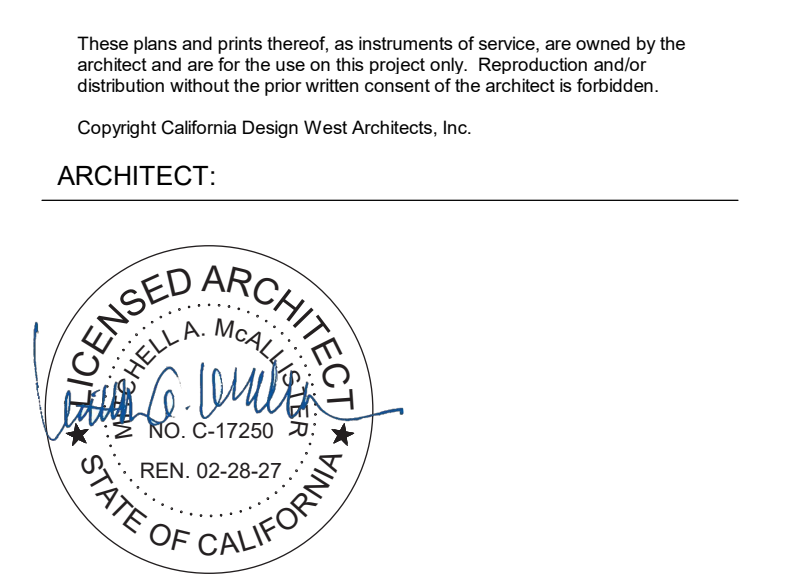 These plans and prints thereof, as instruments of service, are owned by the
architect and are for the use on this project only.  Reproduction and/or
distribution without the prior written consent of the architect is forbidden.
Copyright California Design West Architects, Inc.
ARCHITECT:
LICENSED ARCHITECT
MITCHELL A. McALLISTER
NO. C-17250
REN. 02-28-27
STATE OF CALIFORNIA